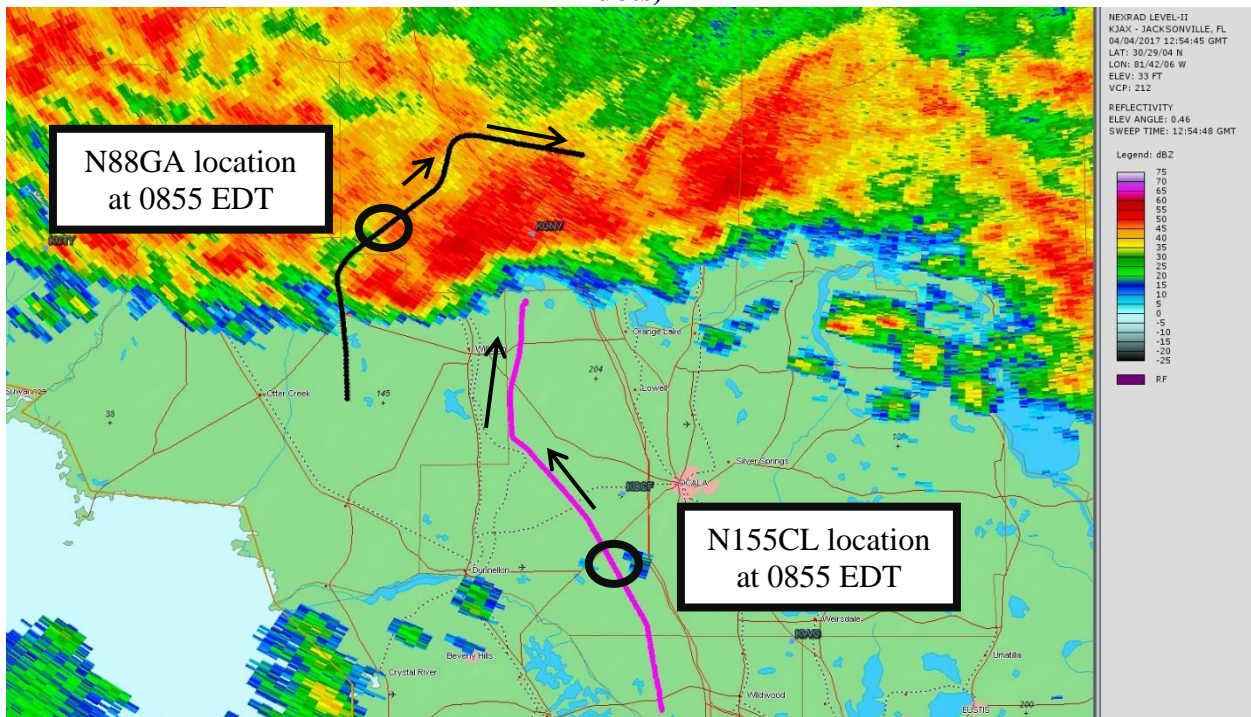 NEXRAD LEVEL-II
KJAX - JACKSONVILLE, FL
04/04/2017 12:54:45 GMT
LAT: 30/29/04 N
LON: 81/42/06 W
ELEV: 33 FT
VCP: 212
REFLECTIVITY
ELEV ANGLE: 0.46
SWEEP TIME: 12:54:48 GMT
Legend: dBZ
75
70
65
60
55
50
45
40
35
30
25
20
15
10
5
0
-5
-10
-15
-20
-25
RF
N88GA location
at 0855 EDT
KGNV
Orange Lake
204
Lowell
Otter Creek
145
38
Silver Springs
OCALA
N155CL location
at 0855 EDT
Dunnellon
Weirsdale
Beverly Hills
Umatilla
Crystal River
Wildwood
EUSTIS
200